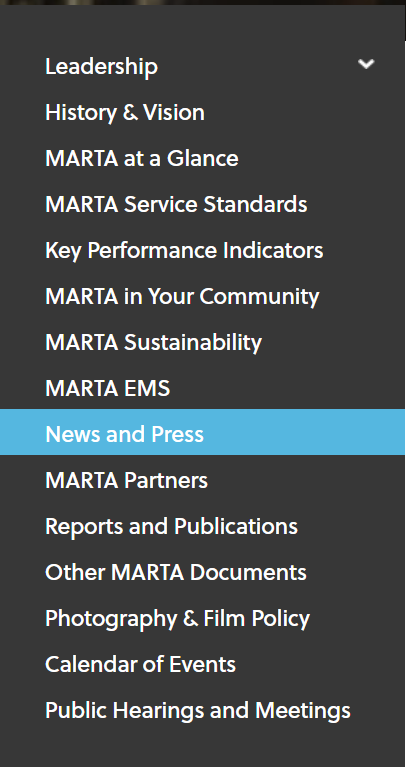 Leadership
History & Vision
MARTA at a Glance
MARTA Service Standards
Key Performance Indicators
MARTA in Your Community
MARTA Sustainability
MARTA EMS
News and Press
MARTA Partners
Reports and Publications
Other MARTA Documents
Photography & Film Policy
Calendar of Events
Public Hearings and Meetings